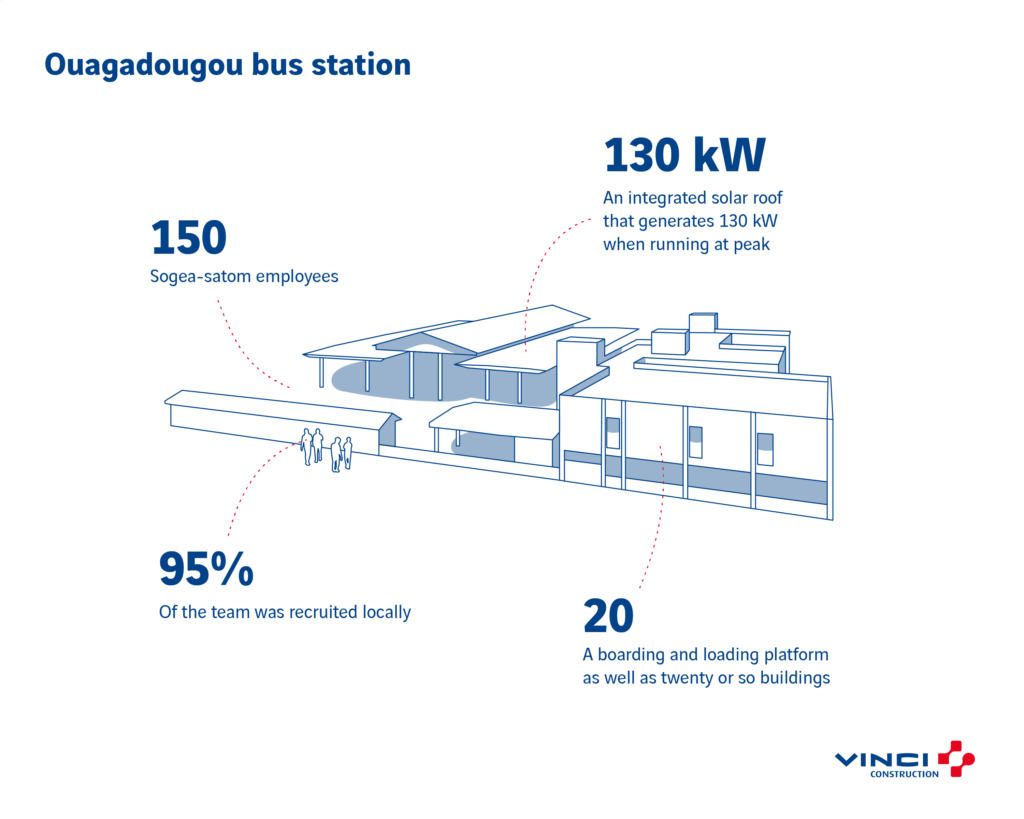 Ouagadougou bus station
130 kW
An integrated solar roof
that generates 130 kW
when running at peak
150
Sogea-satom employees
95%
Of the team was recruited locally
20
A boarding and loading platform
as well as twenty or so buildings
VINCI
CONSTRUCTION